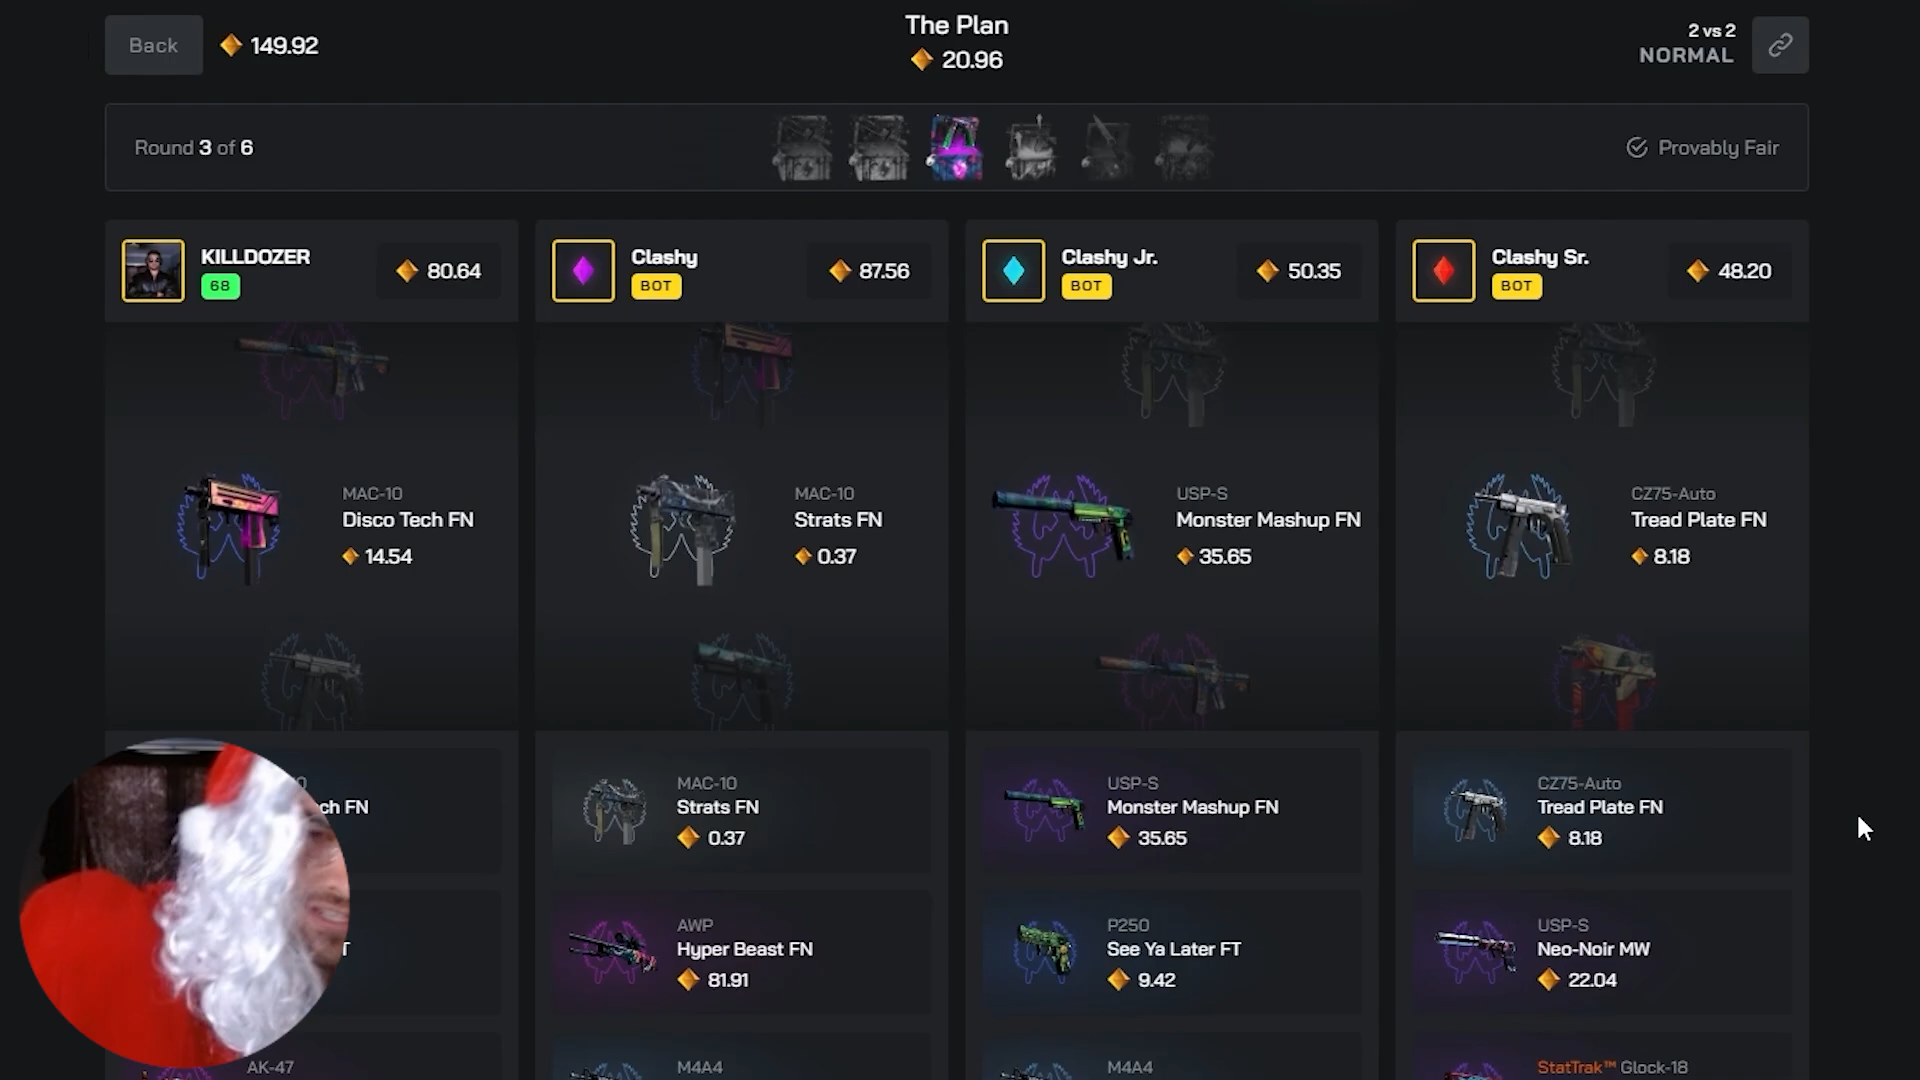 Back
149.92
The Plan
20.96
2 vs 2
NORMAL
Round 3 of 6
Provably Fair
KILLDOZER
68
80.64
Clashy
BOT
87.56
Clashy Jr.
BOT
50.35
Clashy Sr.
BOT
48.20
MAC-10
Disco Tech FN
14.54
MAC-10
Strats FN
0.37
USP-S
Monster Mashup FN
35.65
CZ75-Auto
Tread Plate FN
8.18
MAC-10
Strats FN
0.37
USP-S
Monster Mashup FN
35.65
CZ75-Auto
Tread Plate FN
8.18
AWP
Hyper Beast FN
81.91
P250
See Ya Later FT
9.42
USP-S
Neo-Noir MW
22.04
AK-47
M4A4
M4A4
StatTrak™ Glock-18